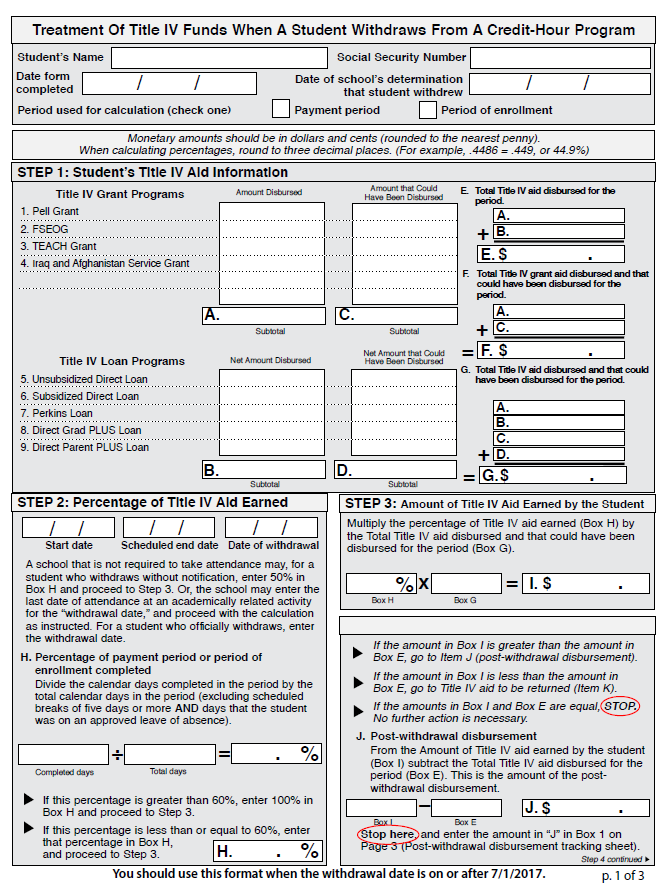 Treatment Of Title IV Funds When A Student Withdraws From A Credit-Hour Program
Student's Name
Social Security Number
Date form completed
/ /
Date of school's determination that student withdrew
/ /
Period used for calculation (check one)
Payment period
Period of enrollment
Monetary amounts should be in dollars and cents (rounded to the nearest penny).
When calculating percentages, round to three decimal places. (For example, .4486 = .449, or 44.9%)
STEP 1: Student's Title IV Aid Information
Title IV Grant Programs
Amount Disbursed
Amount that Could
Have Been Disbursed
1. Pell Grant
2. FSEOG
3. TEACH Grant
4. Iraq and Afghanistan Service Grant
A.
C.
Subtotal
Subtotal
Title IV Loan Programs
Net Amount Disbursed
Net Amount that Could
Have Been Disbursed
5. Unsubsidized Direct Loan
6. Subsidized Direct Loan
7. Perkins Loan
8. Direct Grad PLUS Loan
9. Direct Parent PLUS Loan
B.
D.
Subtotal
Subtotal
E. Total Title IV aid disbursed for the
period.
A.
+ B.
E. $ .
F. Total Title IV grant aid disbursed and that
could have been disbursed for the
period.
A.
+ C.
= F. $ .
G. Total Title IV aid disbursed and that could
have been disbursed for the period.
A.
B.
C.
+ D.
= G. $ .
STEP 2: Percentage of Title IV Aid Earned
/ / / / / /
Start date Scheduled end date Date of withdrawal
A school that is not required to take attendance may, for a
student who withdraws without notification, enter 50% in
Box H and proceed to Step 3. Or, the school may enter the
last date of attendance at an academically related activity
for the "withdrawal date," and proceed with the calculation
as instructed. For a student who officially withdraws, enter
the withdrawal date.
H. Percentage of payment period or period of
enrollment completed
Divide the calendar days completed in the period by the
total calendar days in the period (excluding scheduled
breaks of five days or more AND days that the student
was on an approved leave of absence).
÷ = . %
Completed days Total days
▶ If this percentage is greater than 60%, enter 100% in
Box H and proceed to Step 3.
▶ If this percentage is less than or equal to 60%, enter
that percentage in Box H,
and proceed to Step 3.
H. . %
STEP 3: Amount of Title IV Aid Earned by the Student
Multiply the percentage of Title IV aid earned (Box H) by
the Total Title IV aid disbursed and that could have been
disbursed for the period (Box G).
% X = I. $ .
Box H Box G
▶ If the amount in Box I is greater than the amount in
Box E, go to Item J (post-withdrawal disbursement).
▶ If the amount in Box I is less than the amount in
Box E, go to Title IV aid to be returned (Item K).
▶ If the amounts in Box I and Box E are equal, STOP.
No further action is necessary.
J. Post-withdrawal disbursement
From the Amount of Title IV aid earned by the student
(Box I) subtract the Total Title IV aid disbursed for the
period (Box E). This is the amount of the post-
withdrawal disbursement.
– J. $ .
Box I Box E
Stop here, and enter the amount in "J" in Box 1 on
Page 3 (Post-withdrawal disbursement tracking sheet).
Step 4 continued ▶
You should use this format when the withdrawal date is on or after 7/1/2017.
p. 1 of 3